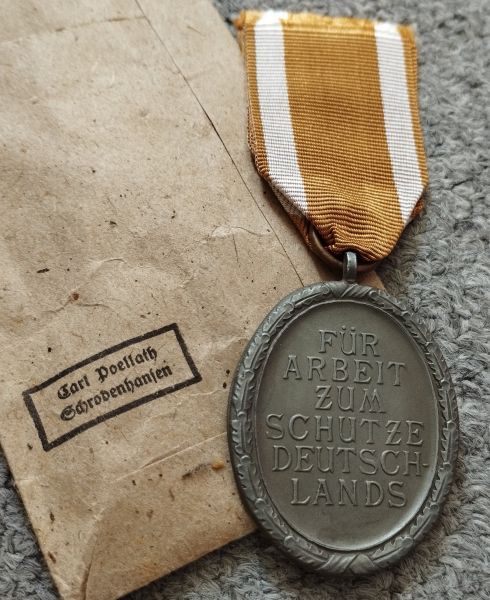 Carl Poellath
Schrobenhausen
FÜR
ARBEIT
ZUM
SCHUTZE
DEUTSCH-
LANDS